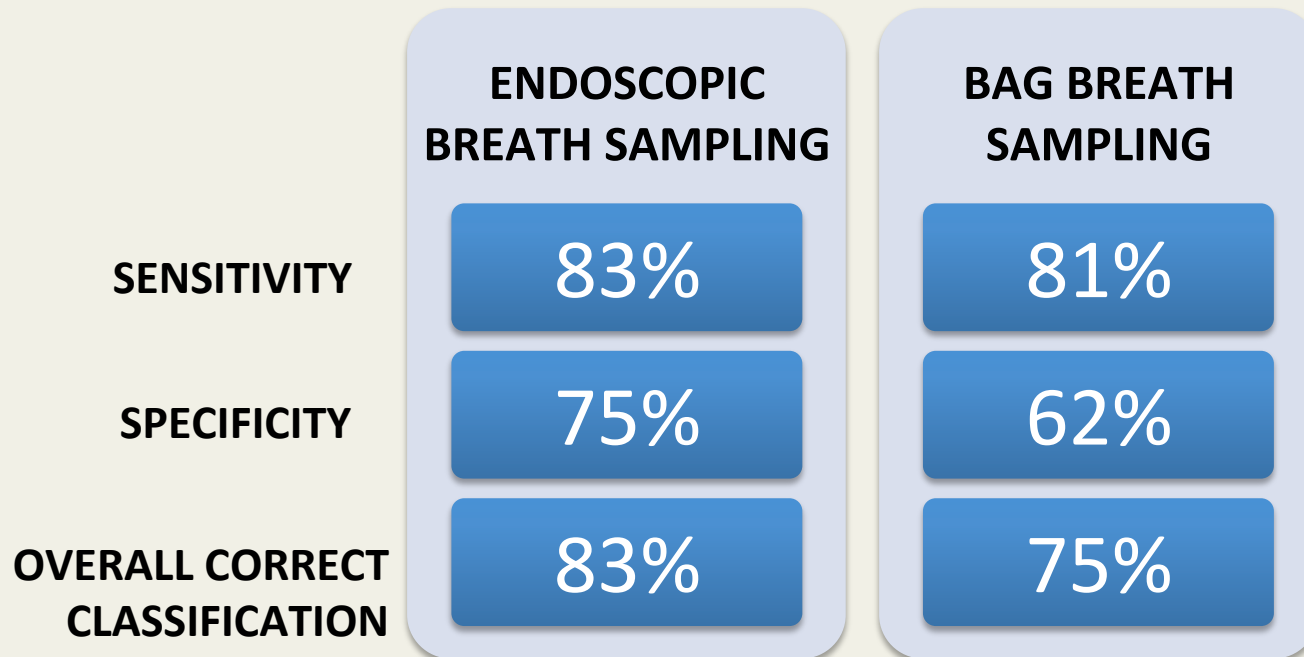 ENDOSCOPIC
BREATH SAMPLING
BAG BREATH
SAMPLING
SENSITIVITY
83%
81%
SPECIFICITY
75%
62%
OVERALL CORRECT
CLASSIFICATION
83%
75%